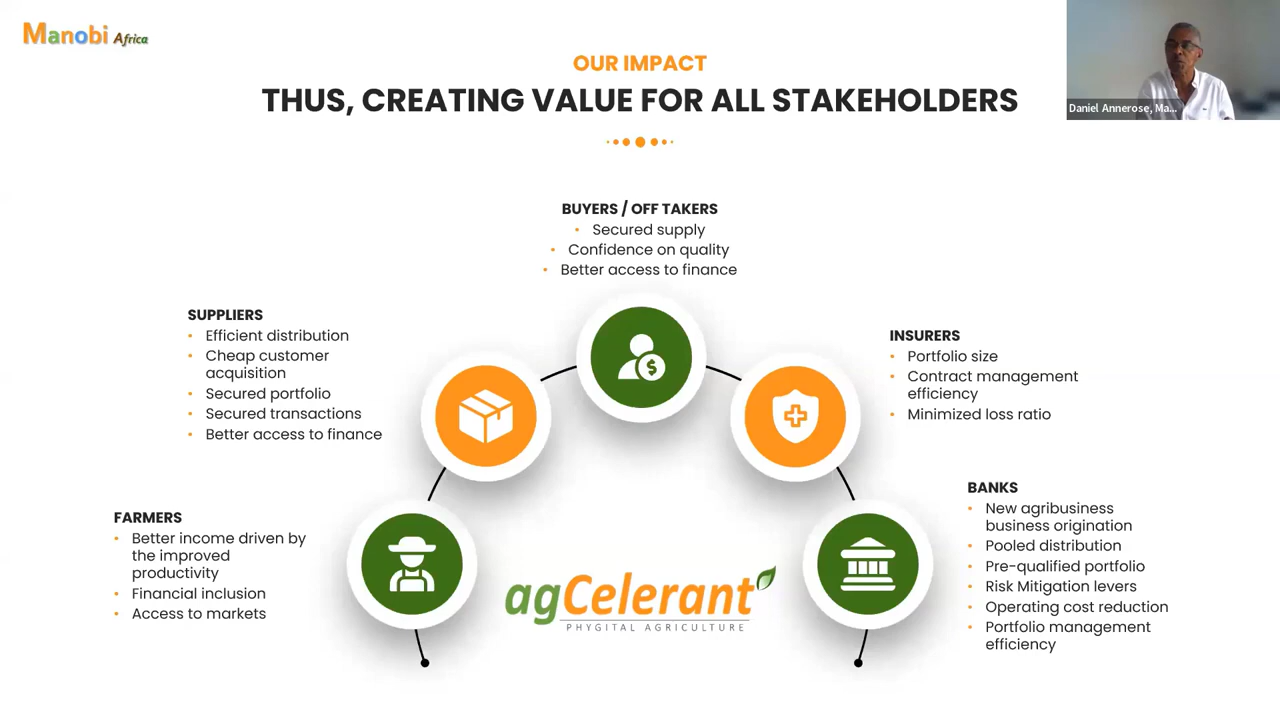 Manobi Africa
OUR IMPACT
THUS, CREATING VALUE FOR ALL STAKEHOLDERS
Daniel Annerose, Ma...
BUYERS / OFF TAKERS
• Secured supply
• Confidence on quality
• Better access to finance
SUPPLIERS
• Efficient distribution
• Cheap customer
acquisition
• Secured portfolio
• Secured transactions
• Better access to finance
INSURERS
• Portfolio size
• Contract management
efficiency
• Minimized loss ratio
FARMERS
• Better income driven by
the improved
productivity
• Financial inclusion
• Access to markets
BANKS
• New agribusiness
business origination
• Pooled distribution
• Pre-qualified portfolio
• Risk Mitigation levers
• Operating cost reduction
• Portfolio management
efficiency
$
agCelerant
PHYGITAL AGRICULTURE